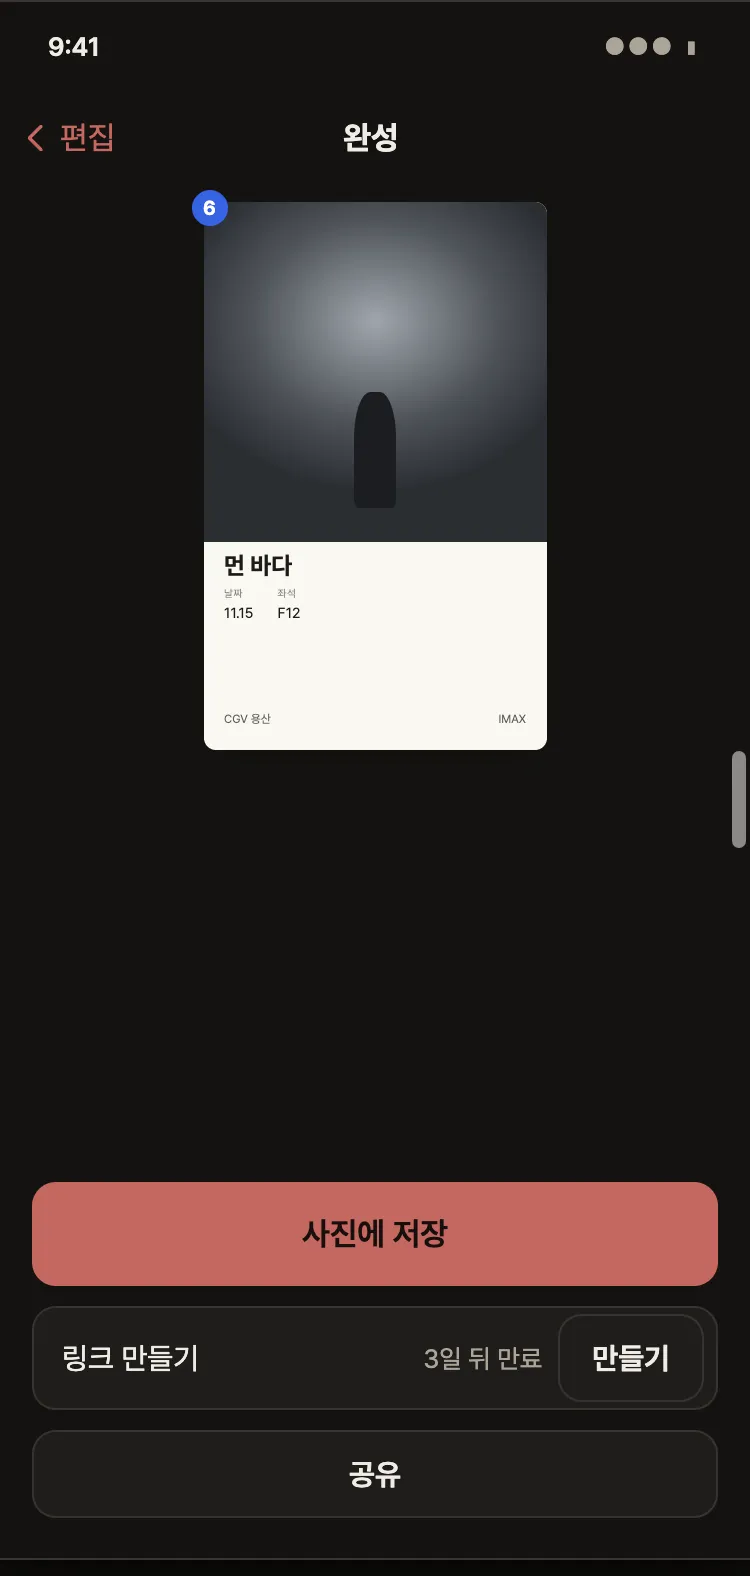 9:41
편집
완성
6
먼 바다
날짜 좌석
11.15 F12
CGV 용산 IMAX
사진에 저장
링크 만들기 3일 뒤 만료 만들기
공유